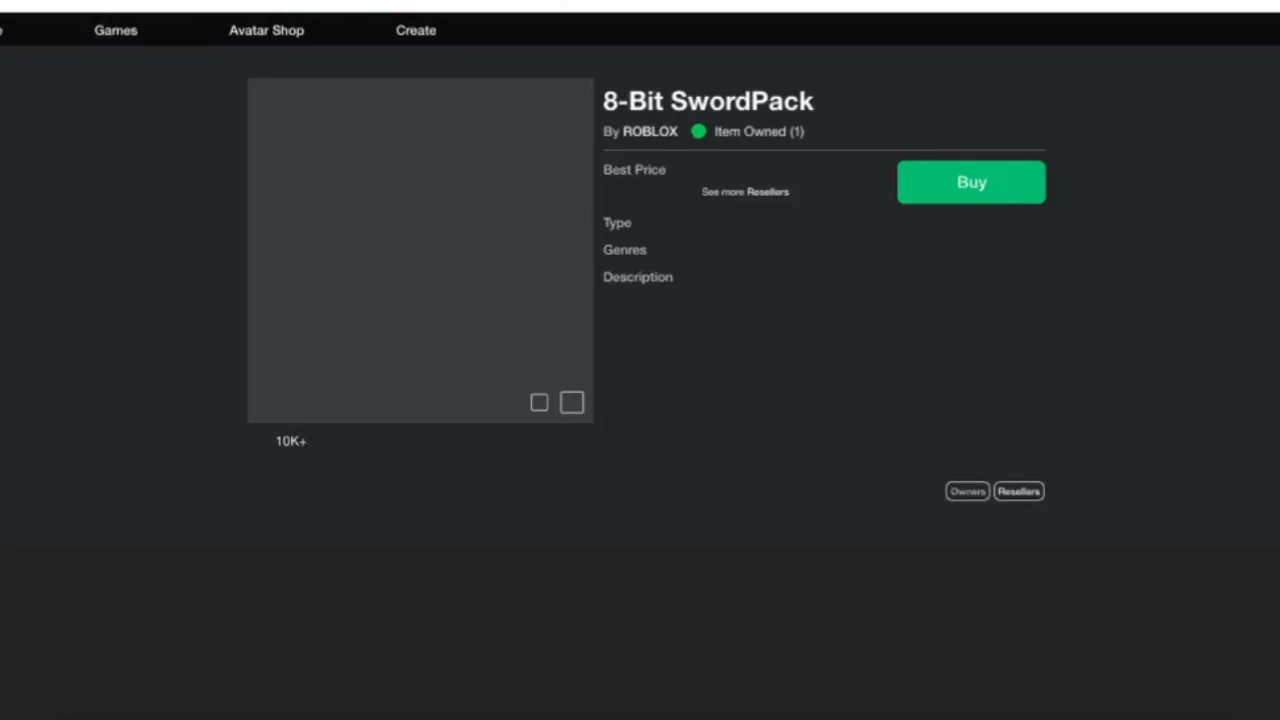 Games Avatar Shop Create
8-Bit SwordPack
By ROBLOX Item Owned (1)
Best Price
Buy
See more Resellers
Type
Genres
Description
10K+
Owners Resellers